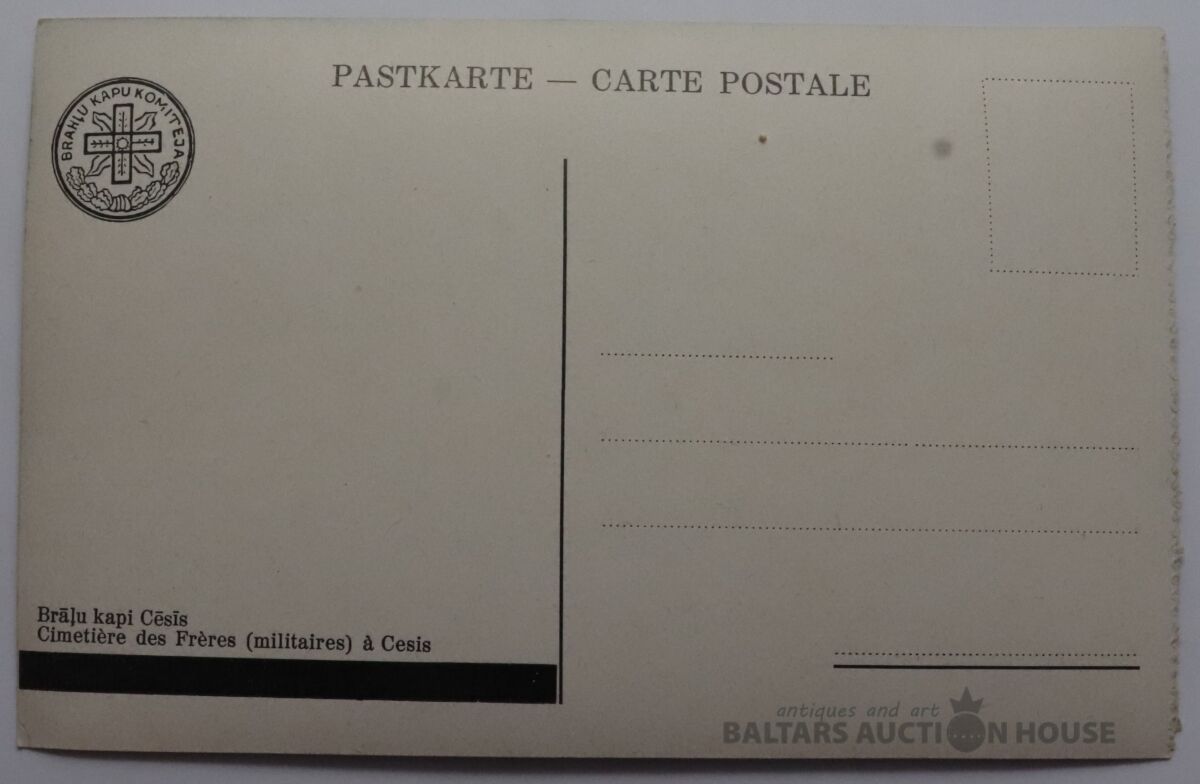 PASTKARTE — CARTE POSTALE
BRAHĻU KAPU KOMITEJA
Brāļu kapi Cēsīs
Cimetière des Frères (militaires) à Cesis
antiques and art
BALTARS AUCTION HOUSE